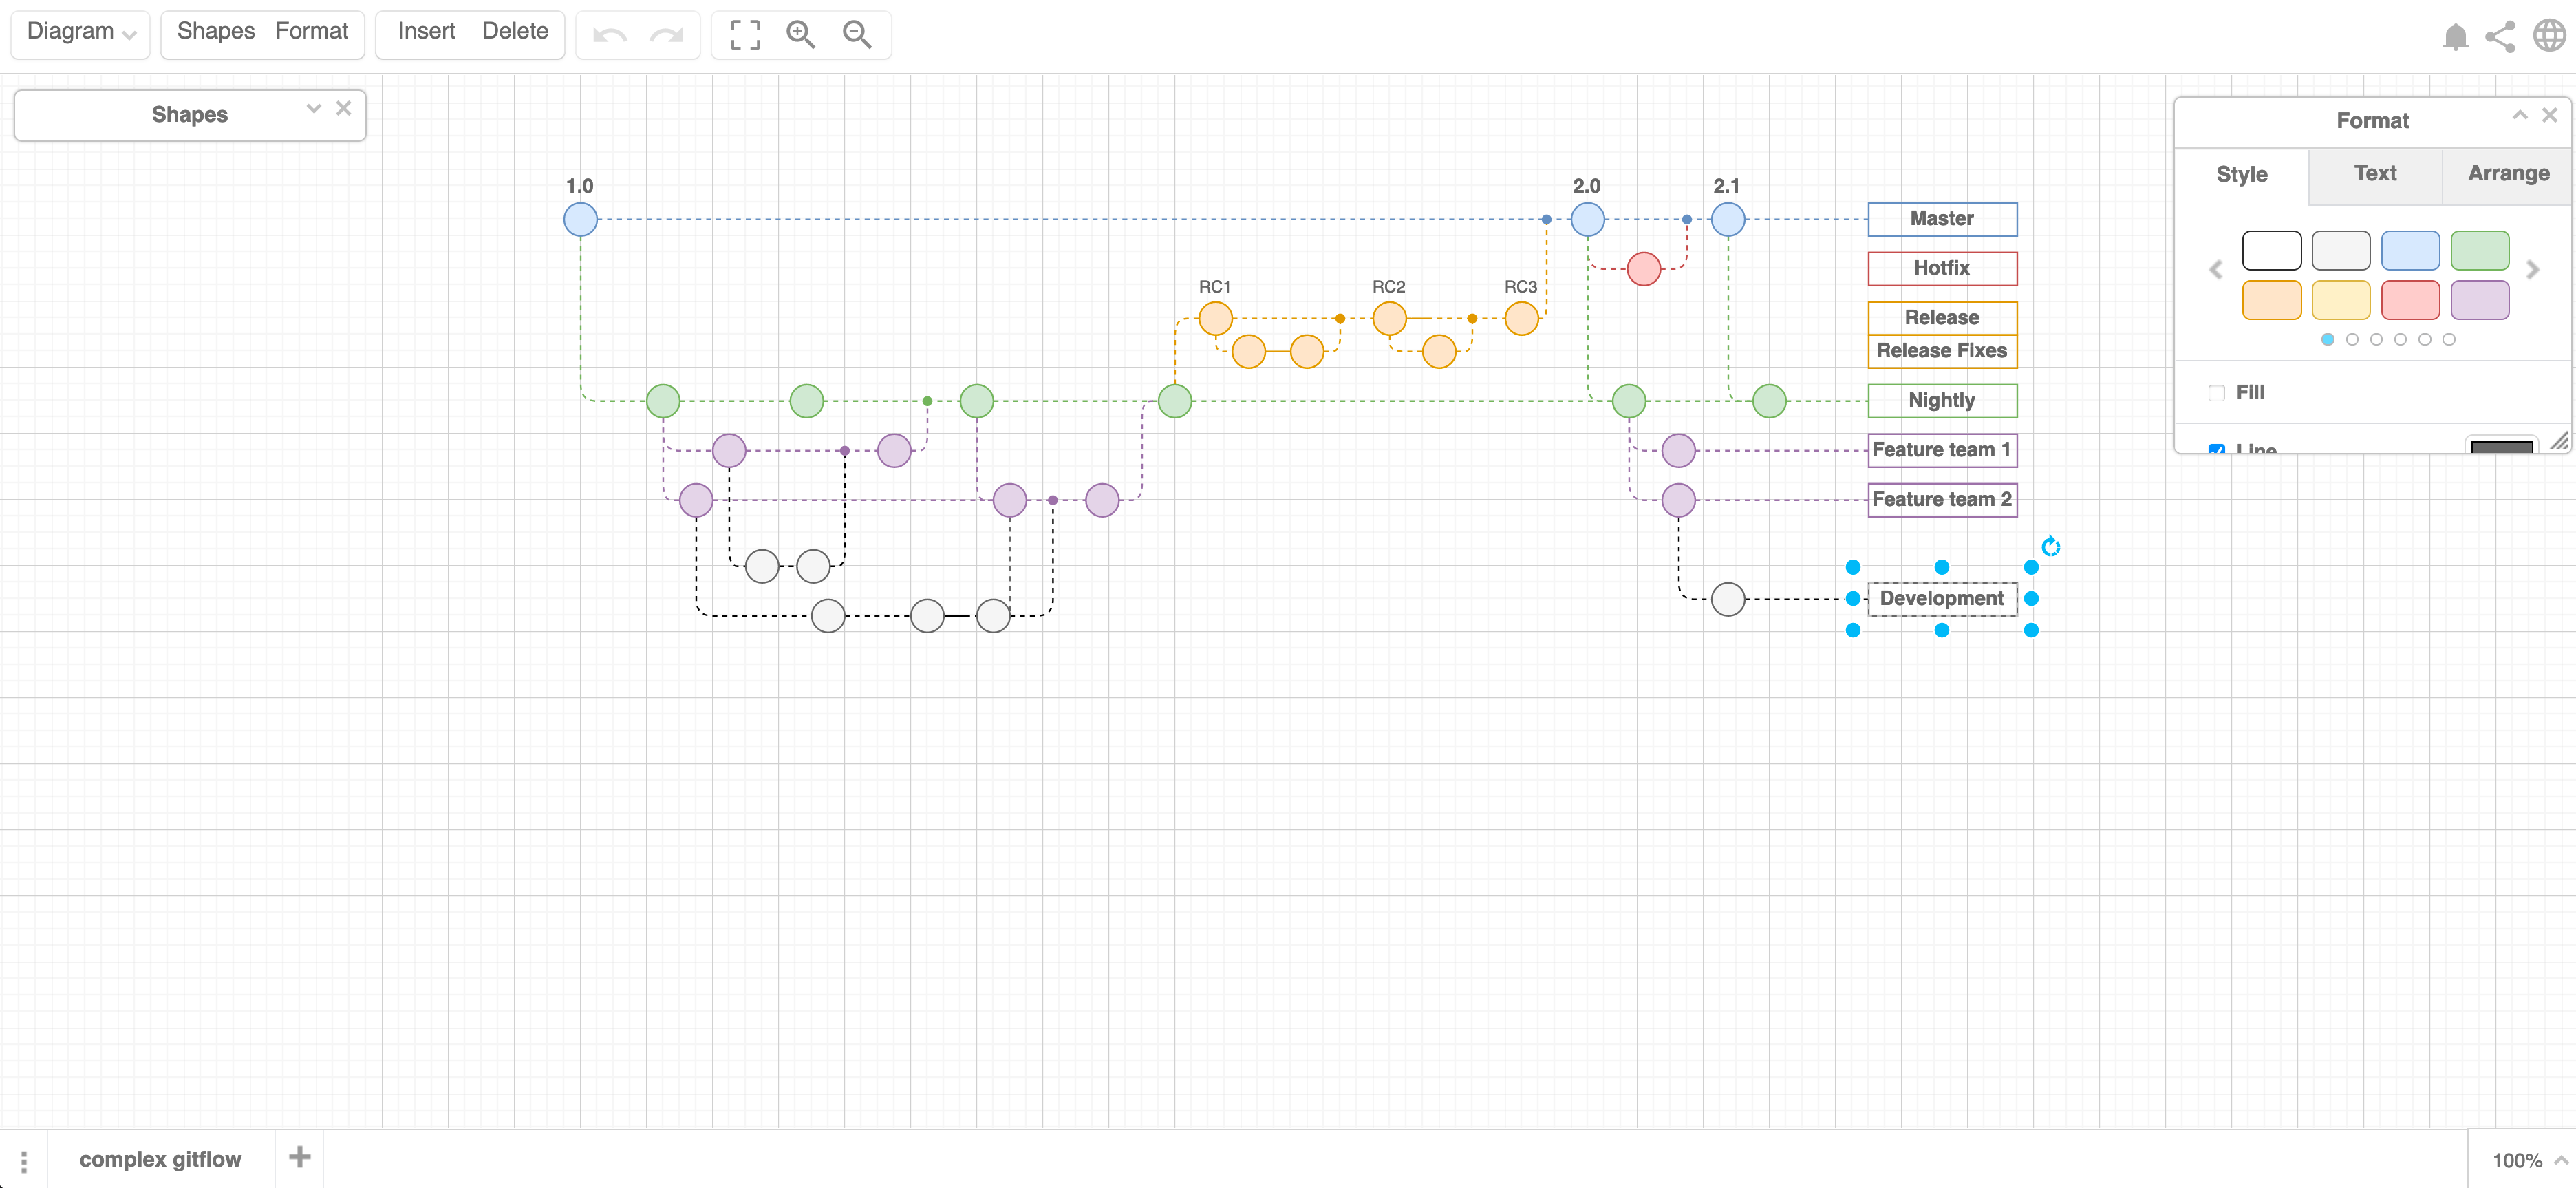 Diagram
Shapes Format
Insert Delete
Shapes
Format
Style Text Arrange
Fill
Line
1.0
2.0
2.1
Master
Hotfix
RC1
RC2
RC3
Release
Release Fixes
Nightly
Feature team 1
Feature team 2
Development
complex gitflow
100%